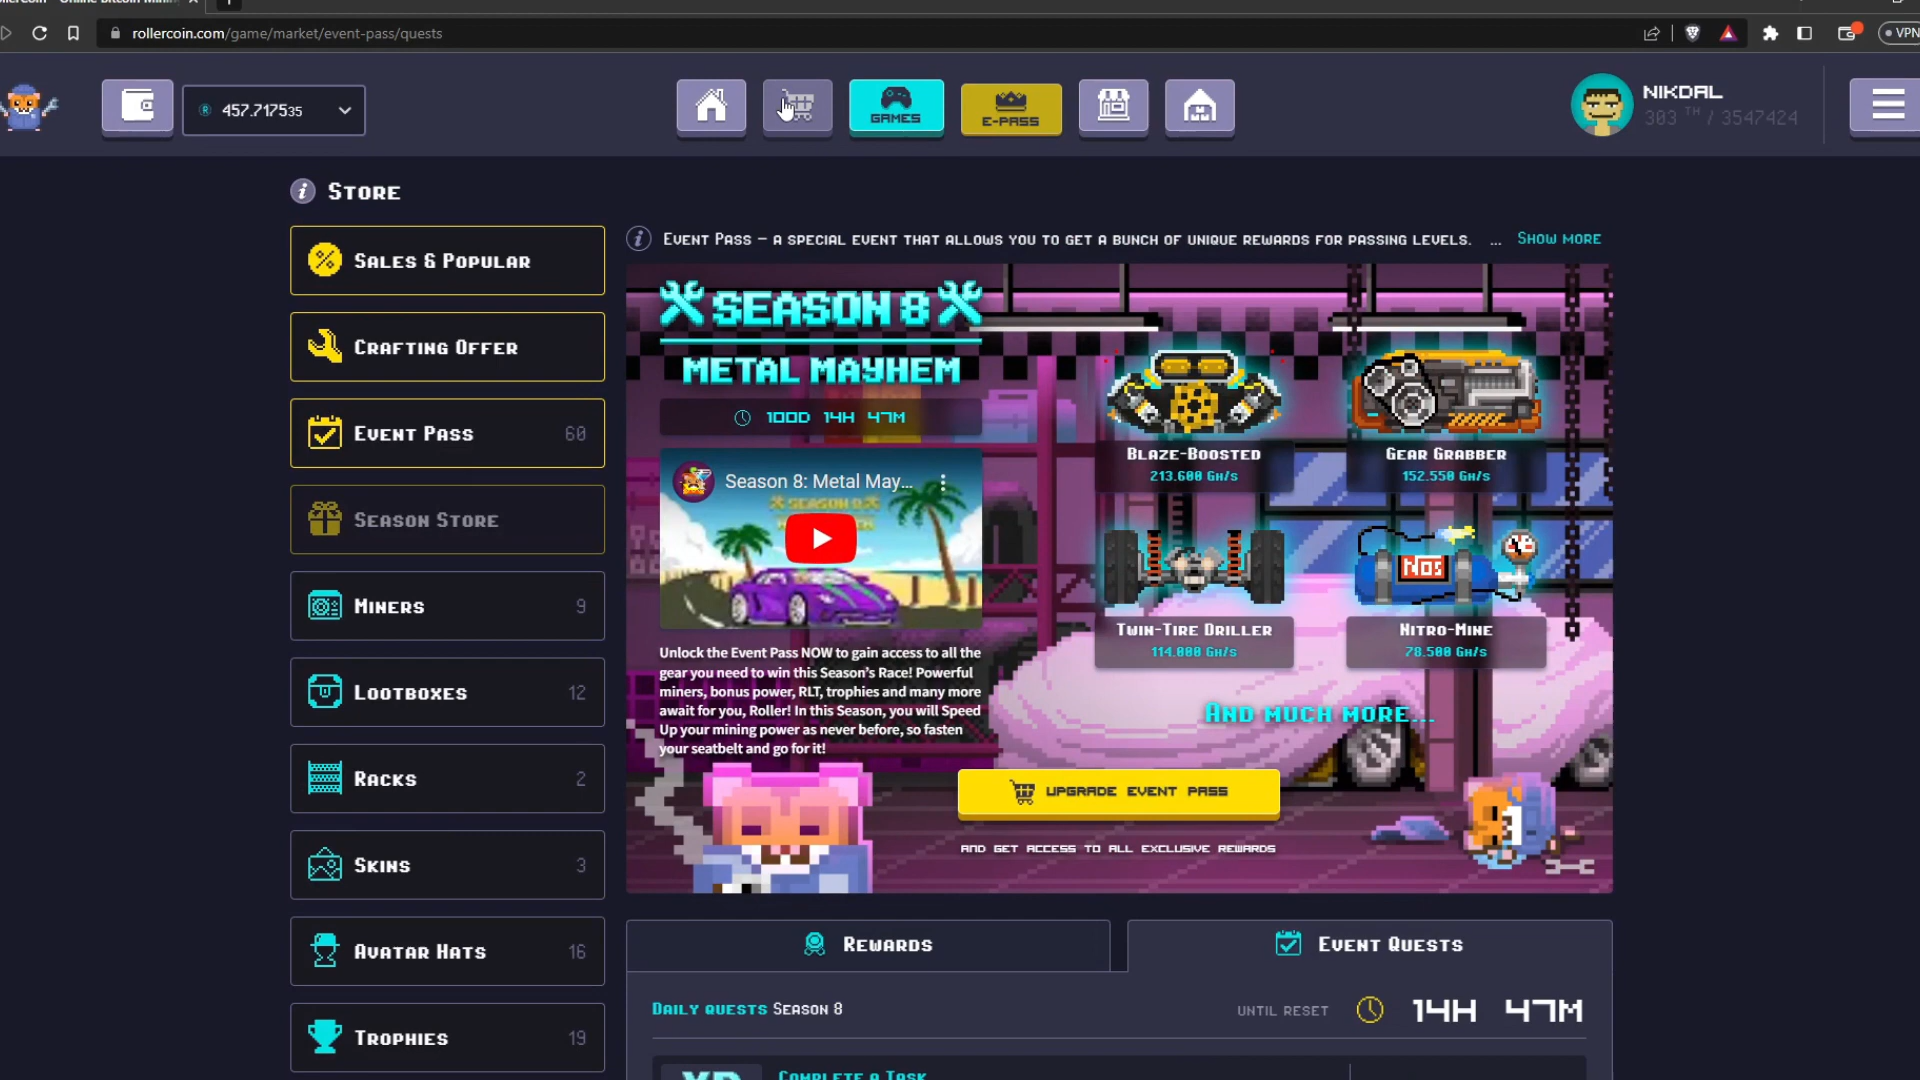 rollercoin.com/game/market/event-pass/quests
VPN
457.717535
GAMES
E-PASS
NIKDAL
303 TH / 3547424
STORE
SALES & POPULAR
CRAFTING OFFER
EVENT PASS 60
SEASON STORE
MINERS 9
LOOTBOXES 12
RACKS 2
SKINS 3
AVATAR HATS 16
TROPHIES 19
EVENT PASS – A SPECIAL EVENT THAT ALLOWS YOU TO GET A BUNCH OF UNIQUE REWARDS FOR PASSING LEVELS. ... SHOW MORE
SEASON 8
METAL MAYHEM
100D 14H 47M
Season 8: Metal May...
SEASON 8
Unlock the Event Pass NOW to gain access to all the
gear you need to win this Season's Race! Powerful
miners, bonus power, RLT, trophies and many more
await for you, Roller! In this Season, you will Speed
Up your mining power as never before, so fasten
your seatbelt and go for it!
BLAZE-BOOSTED
213.600 GH/S
GEAR GRABBER
152.550 GH/S
NOS
TWIN-TIRE DRILLER
114.000 GH/S
NITRO-MINE
78.500 GH/S
AND MUCH MORE...
UPGRADE EVENT PASS
AND GET ACCESS TO ALL EXCLUSIVE REWARDS
REWARDS
EVENT QUESTS
DAILY QUESTS SEASON 8
UNTIL RESET 14H 47M
COMPLETE A TASK